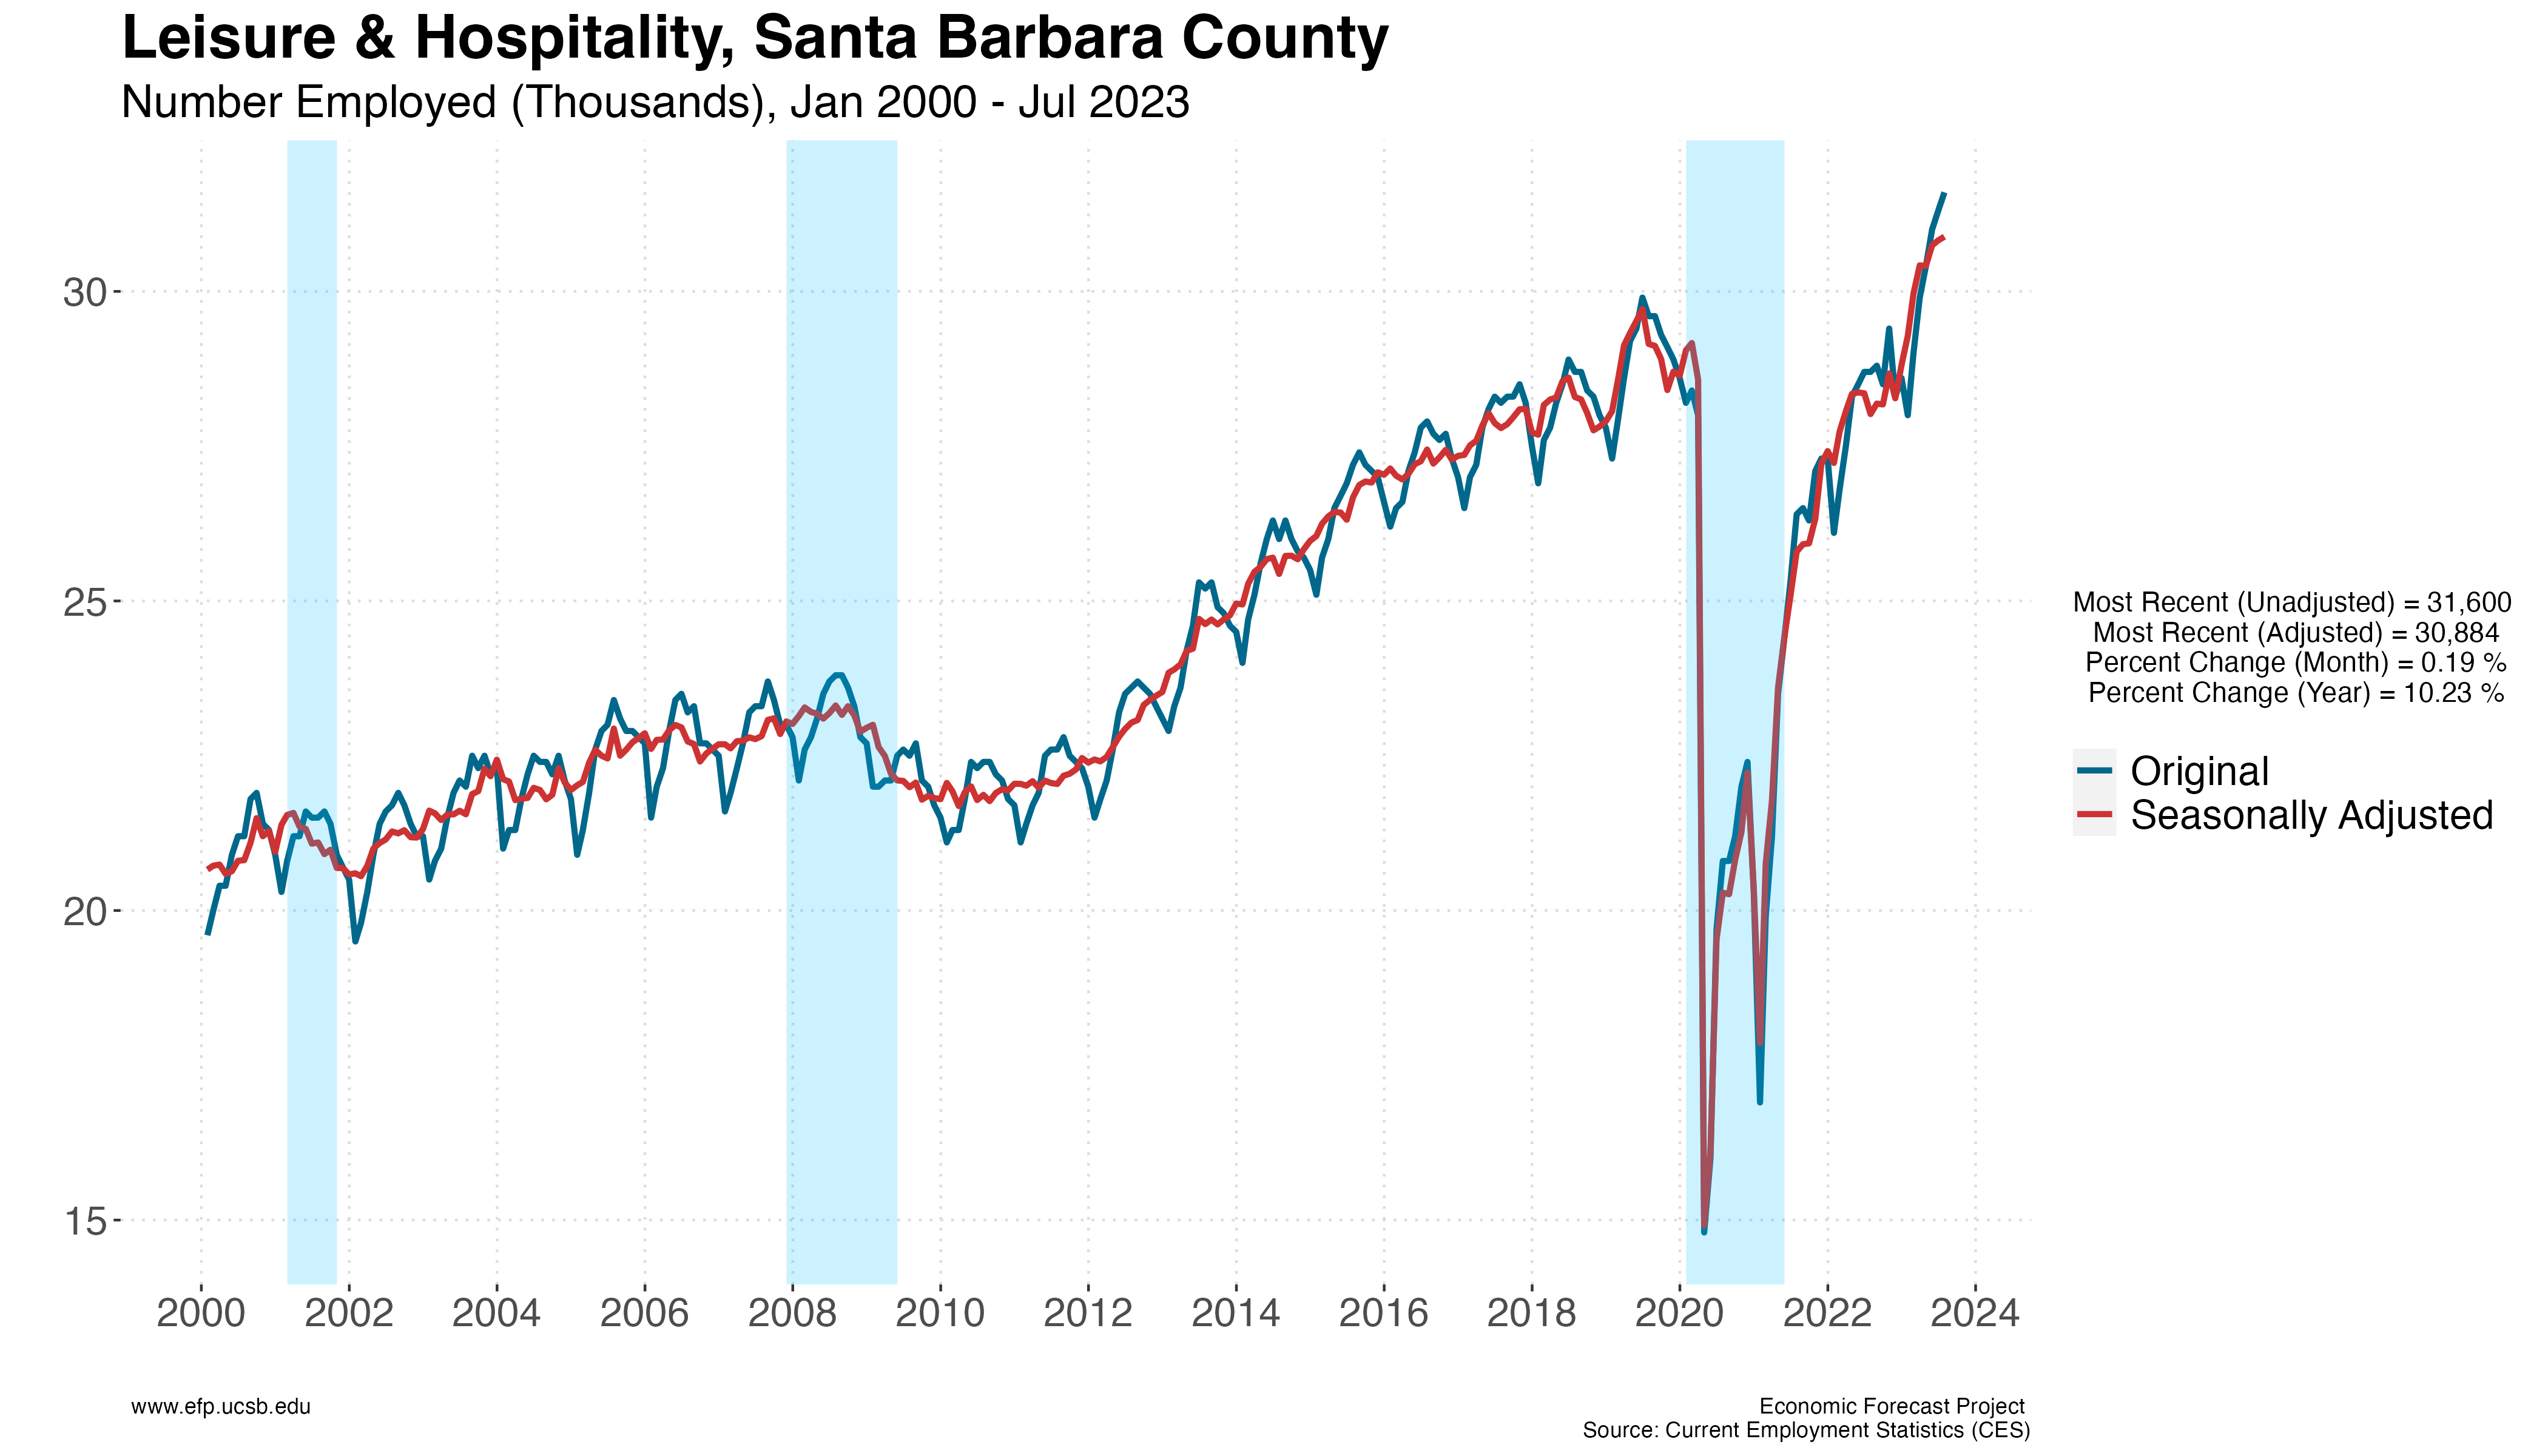 Leisure & Hospitality, Santa Barbara County
Number Employed (Thousands), Jan 2000 - Jul 2023
30
25
20
15
2000 2002 2004 2006 2008 2010 2012 2014 2016 2018 2020 2022 2024
Most Recent (Unadjusted) = 31,600
Most Recent (Adjusted) = 30,884
Percent Change (Month) = 0.19 %
Percent Change (Year) = 10.23 %
Original
Seasonally Adjusted
www.efp.ucsb.edu
Economic Forecast Project
Source: Current Employment Statistics (CES)